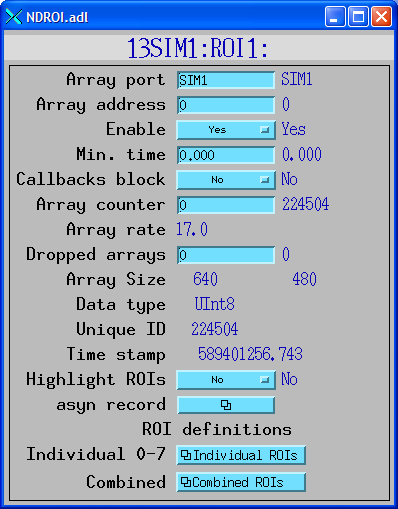 NDROI.adl
13SIM1:ROI1:
Array port SIM1 SIM1
Array address 0 0
Enable Yes Yes
Min. time 0.000 0.000
Callbacks block No No
Array counter 0 224504
Array rate 17.0
Dropped arrays 0 0
Array Size 640 480
Data type UInt8
Unique ID 224504
Time stamp 589401256.743
Highlight ROIs No No
asyn record
ROI definitions
Individual 0-7 Individual ROIs
Combined Combined ROIs